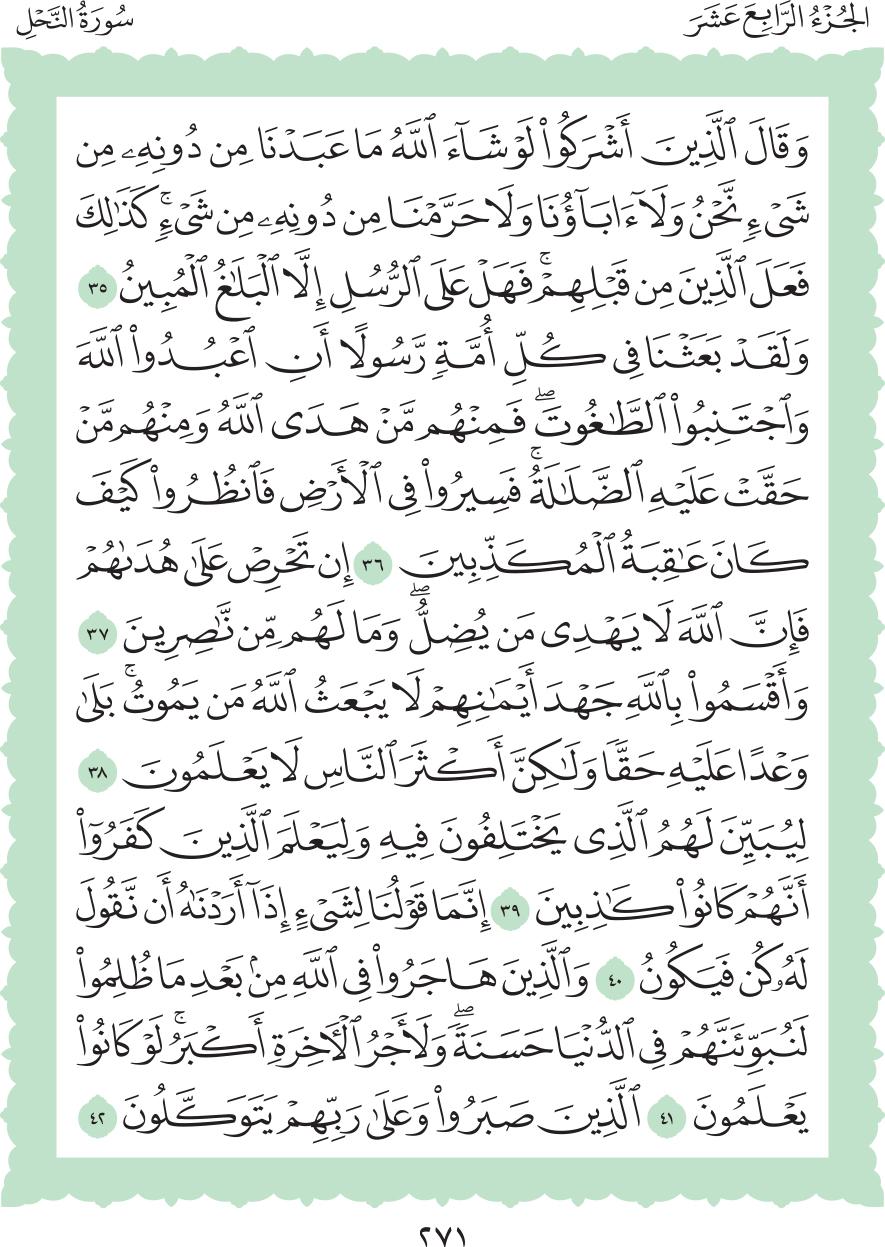 الجُزْءُ الرَّابِعَ عَشَرَ
سُورَةُ النَّحْلِ
وَقَالَ ٱلَّذِينَ أَشْرَكُوا۟ لَوْ شَآءَ ٱللَّهُ مَا عَبَدْنَا مِن دُونِهِۦ مِن
شَىْءٍ نَّحْنُ وَلَآ ءَابَآؤُنَا وَلَا حَرَّمْنَا مِن دُونِهِۦ مِن شَىْءٍ ۚ كَذَٰلِكَ
فَعَلَ ٱلَّذِينَ مِن قَبْلِهِمْ ۚ فَهَلْ عَلَى ٱلرُّسُلِ إِلَّا ٱلْبَلَٰغُ ٱلْمُبِينُ ٣٥
وَلَقَدْ بَعَثْنَا فِى كُلِّ أُمَّةٍ رَّسُولًا أَنِ ٱعْبُدُوا۟ ٱللَّهَ
وَٱجْتَنِبُوا۟ ٱلطَّٰغُوتَ ۖ فَمِنْهُم مَّنْ هَدَى ٱللَّهُ وَمِنْهُم مَّنْ
حَقَّتْ عَلَيْهِ ٱلضَّلَٰلَةُ ۚ فَسِيرُوا۟ فِى ٱلْأَرْضِ فَٱنظُرُوا۟ كَيْفَ
كَانَ عَٰقِبَةُ ٱلْمُكَذِّبِينَ ٣٦ إِن تَحْرِصْ عَلَىٰ هُدَىٰهُمْ
فَإِنَّ ٱللَّهَ لَا يَهْدِى مَن يُضِلُّ ۖ وَمَا لَهُم مِّن نَّٰصِرِينَ ٣٧
وَأَقْسَمُوا۟ بِٱللَّهِ جَهْدَ أَيْمَٰنِهِمْ لَا يَبْعَثُ ٱللَّهُ مَن يَمُوتُ ۚ بَلَىٰ
وَعْدًا عَلَيْهِ حَقًّا وَلَٰكِنَّ أَكْثَرَ ٱلنَّاسِ لَا يَعْلَمُونَ ٣٨
لِيُبَيِّنَ لَهُمُ ٱلَّذِى يَخْتَلِفُونَ فِيهِ وَلِيَعْلَمَ ٱلَّذِينَ كَفَرُوٓا۟
أَنَّهُمْ كَانُوا۟ كَٰذِبِينَ ٣٩ إِنَّمَا قَوْلُنَا لِشَىْءٍ إِذَآ أَرَدْنَٰهُ أَن نَّقُولَ
لَهُۥ كُن فَيَكُونُ ٤٠ وَٱلَّذِينَ هَاجَرُوا۟ فِى ٱللَّهِ مِنۢ بَعْدِ مَا ظُلِمُوا۟
لَنُبَوِّئَنَّهُمْ فِى ٱلدُّنْيَا حَسَنَةً ۖ وَلَأَجْرُ ٱلْءَاخِرَةِ أَكْبَرُ ۚ لَوْ كَانُوا۟
يَعْلَمُونَ ٤١ ٱلَّذِينَ صَبَرُوا۟ وَعَلَىٰ رَبِّهِمْ يَتَوَكَّلُونَ ٤٢
٢٧١